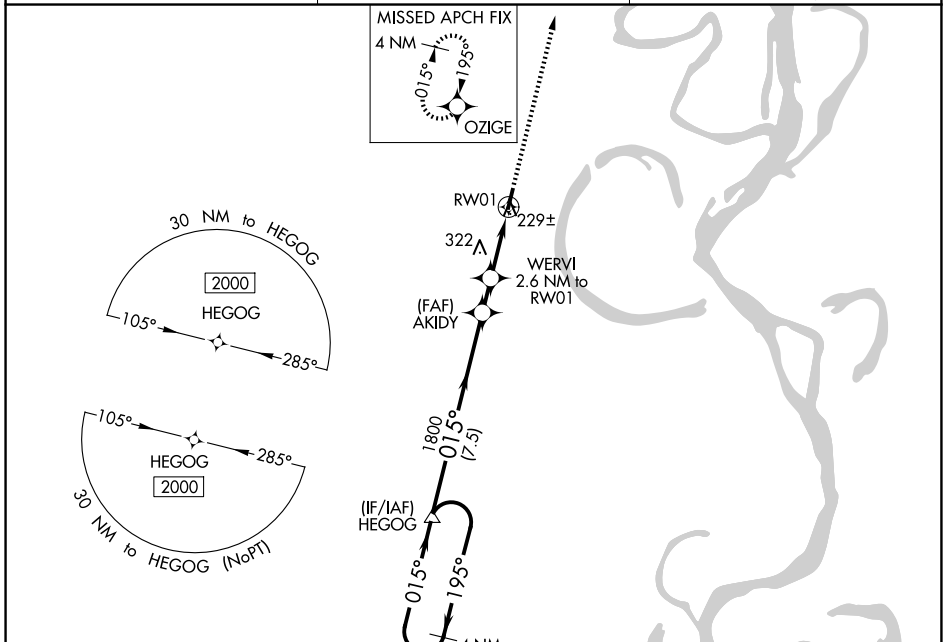 MISSED APCH FIX
4 NM
015°
195°
OZIGE
RW01
229±
322
WERVI
2.6 NM to
RW01
(FAF)
AKIDY
30 NM to HEGOG
2000
HEGOG
105°
285°
105°
285°
HEGOG
2000
30 NM to HEGOG (NoPT)
1800
015°
(7.5)
(IF/IAF)
HEGOG
015°
195°
4 NM